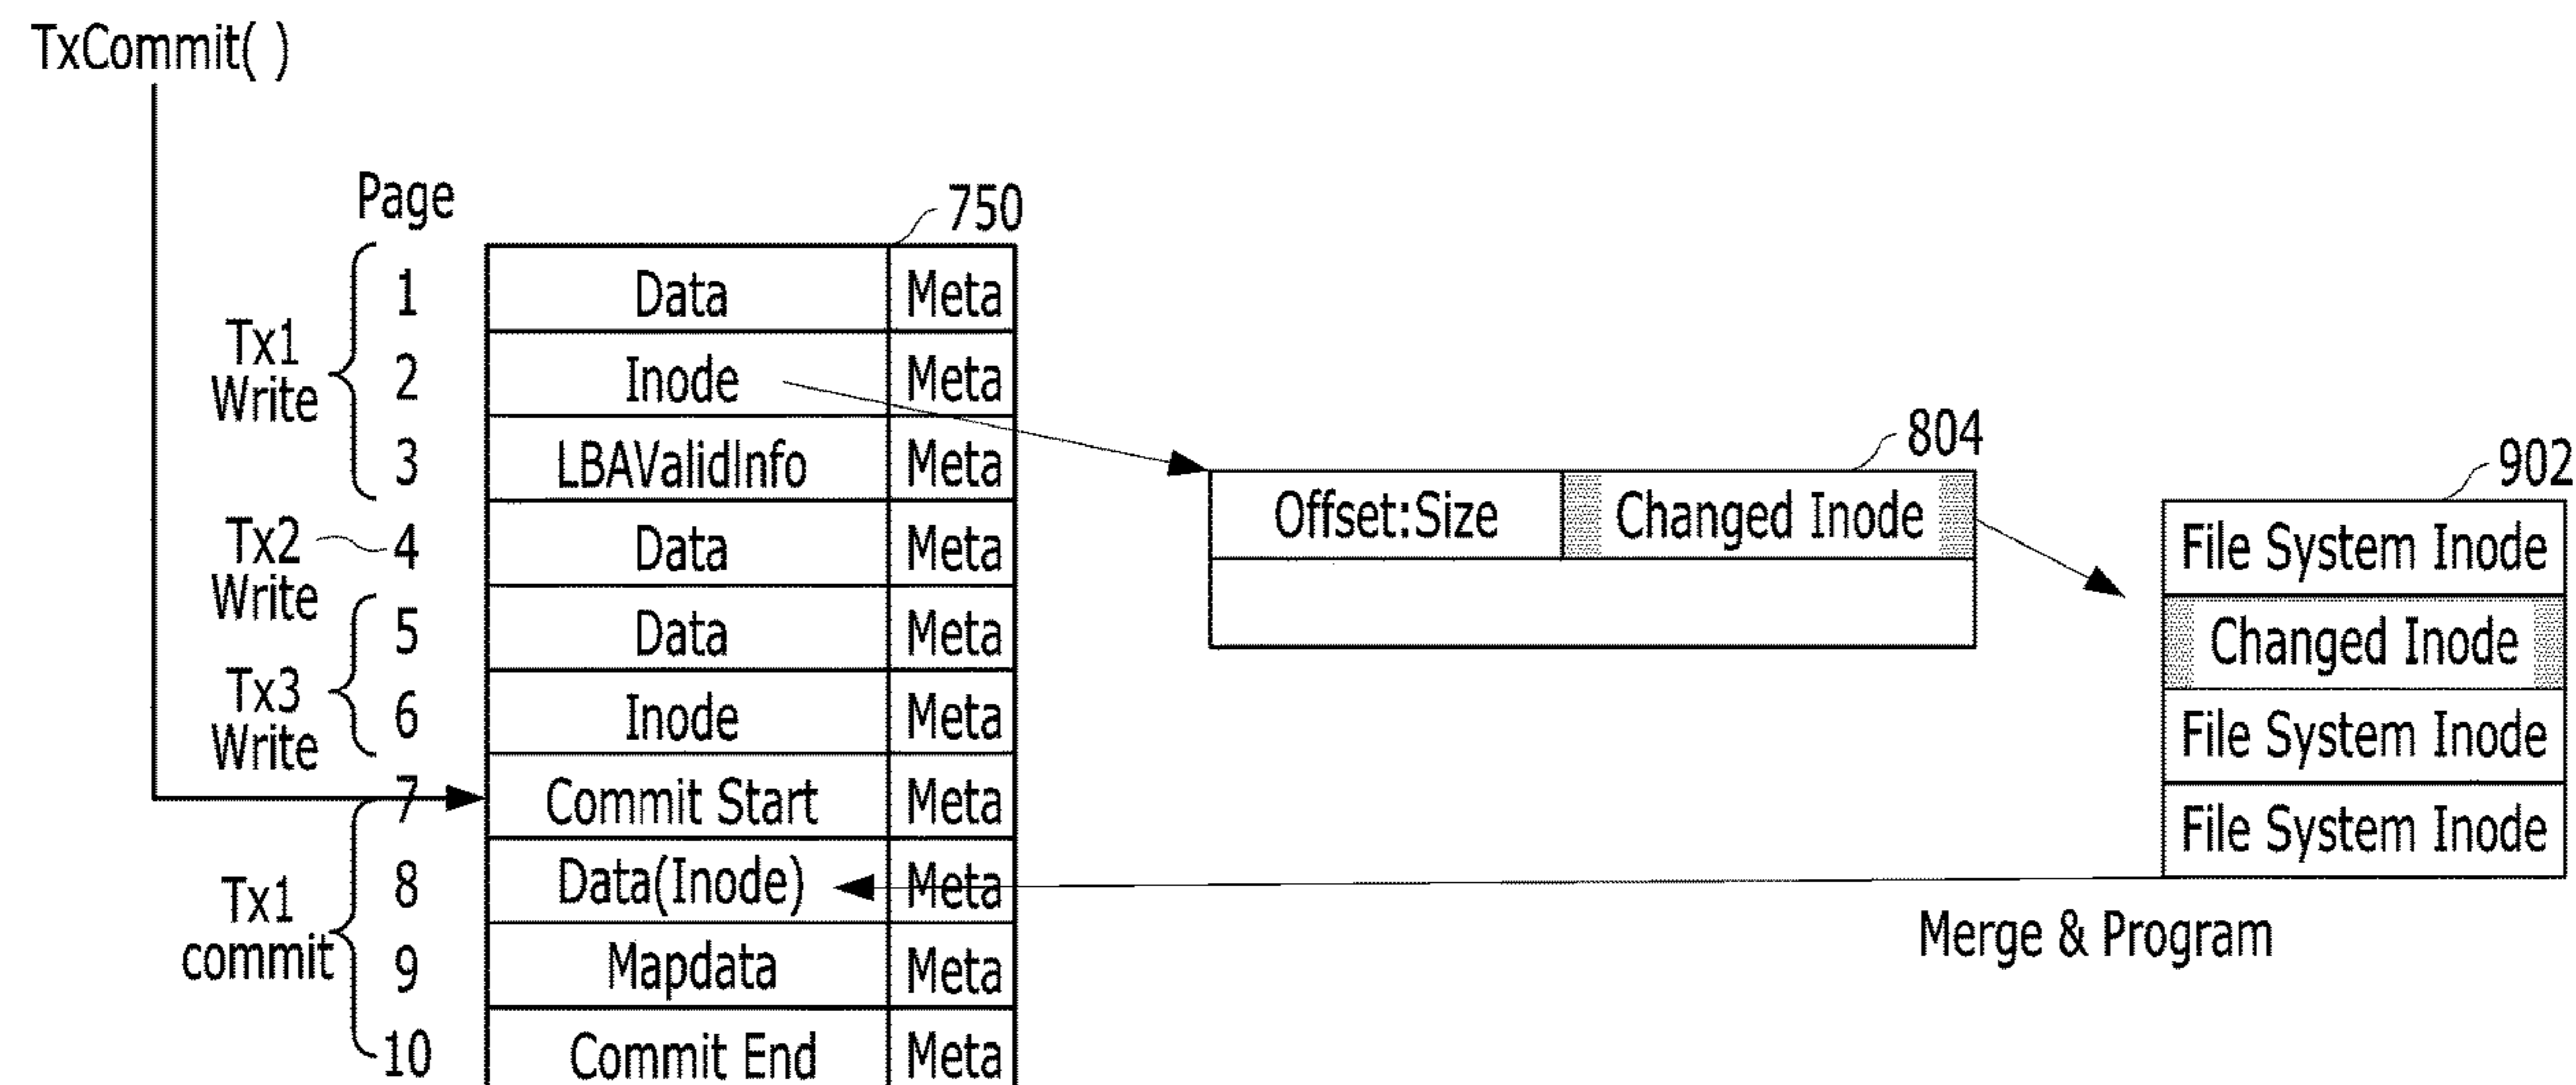 TxCommit( )
Page
750
1 Data Meta
Tx1
Write
2 Inode Meta
3 LBAValidInfo Meta
804
Offset:Size Changed Inode
902
File System Inode
Changed Inode
File System Inode
File System Inode
Tx2
Write
4 Data Meta
5 Data Meta
Tx3
Write
6 Inode Meta
7 Commit Start Meta
Tx1
commit
8 Data(Inode) Meta
9 Mapdata Meta
10 Commit End Meta
Merge & Program